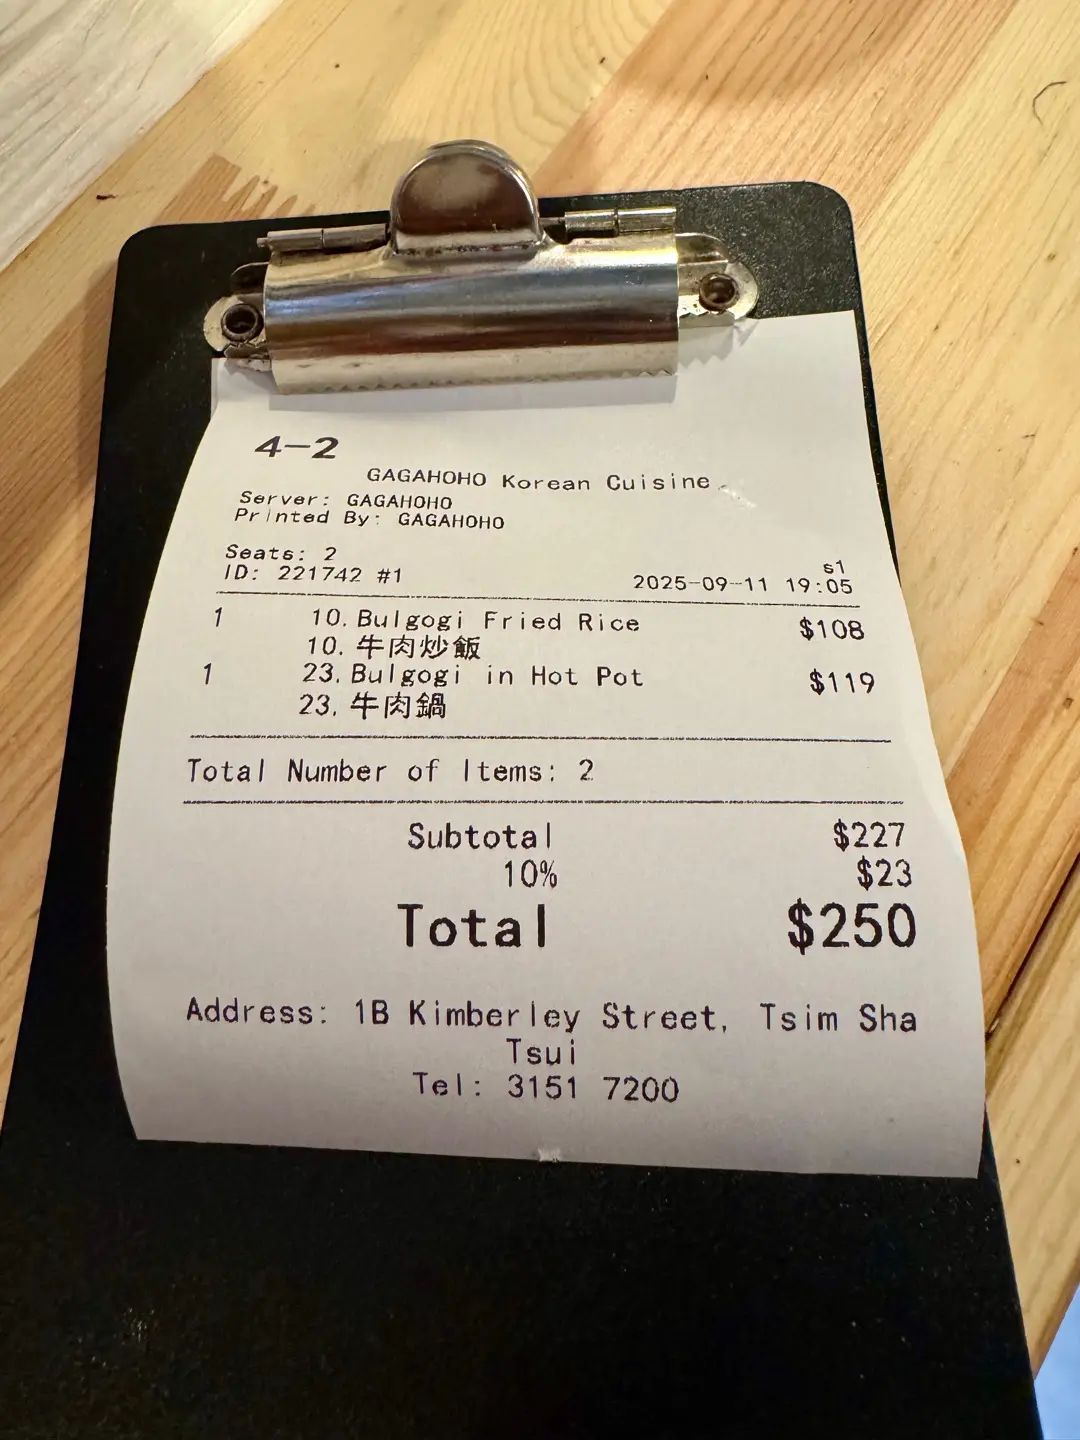 4-2
GAGAHOHO Korean Cuisine
Server: GAGAHOHO
Printed By: GAGAHOHO
Seats: 2
s1
ID: 221742 #1 2025-09-11 19:05
1 10. Bulgogi Fried Rice $108
10. 牛肉炒飯
1 23. Bulgogi in Hot Pot $119
23. 牛肉鍋
Total Number of Items: 2
Subtotal $227
10% $23
Total $250
Address: 1B Kimberley Street, Tsim Sha
Tsui
Tel: 3151 7200